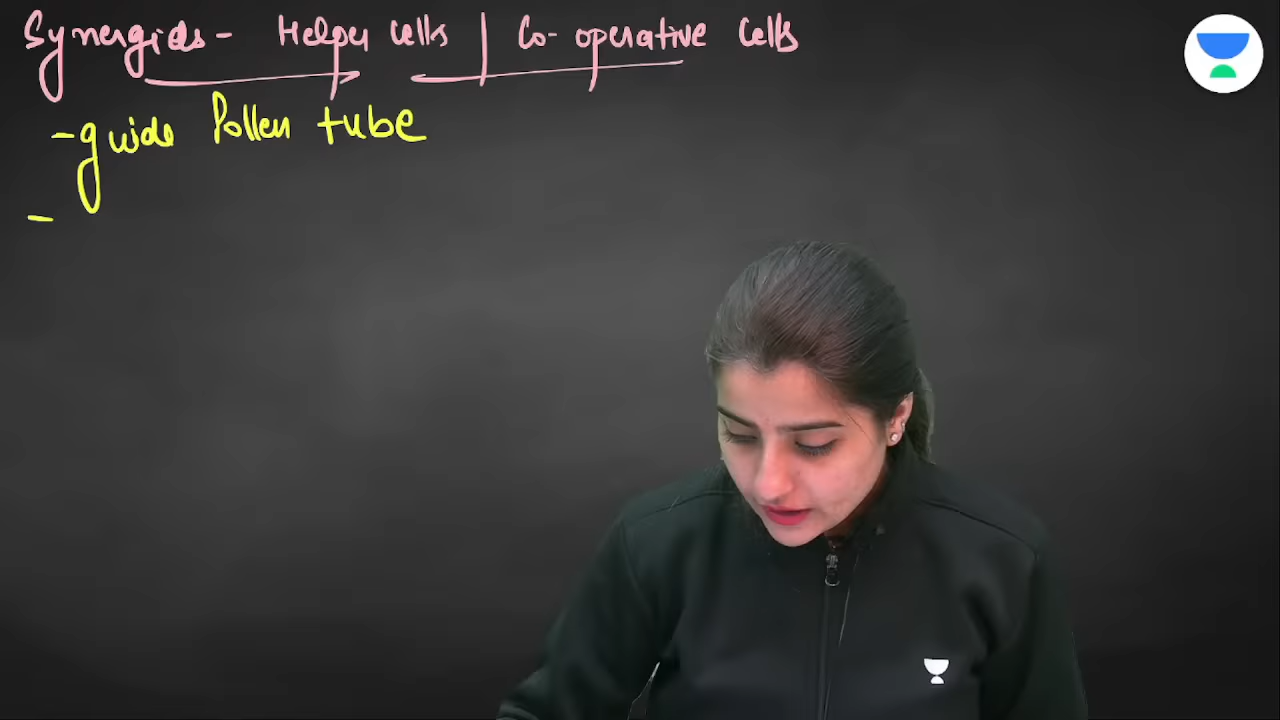 Synergids - Helper Cells | Co-operative Cells
- guide Pollen tube
-